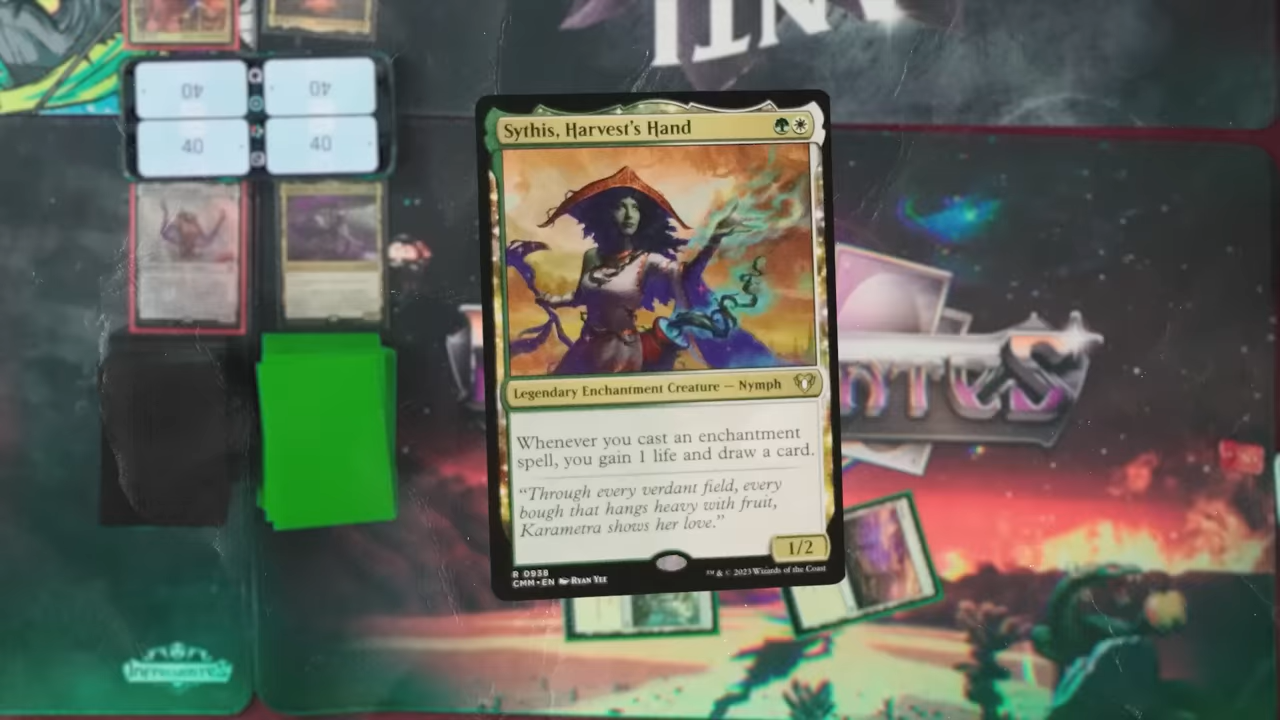 40
40
40
40
Sythis, Harvest's Hand
Legendary Enchantment Creature — Nymph
Whenever you cast an enchantment
spell, you gain 1 life and draw a card.
“Through every verdant field, every
bough that hangs heavy with fruit,
Karametra shows her love.”
1/2
R 0938
CMM • EN Ryan Yee
™ & © 2023 Wizards of the Coast